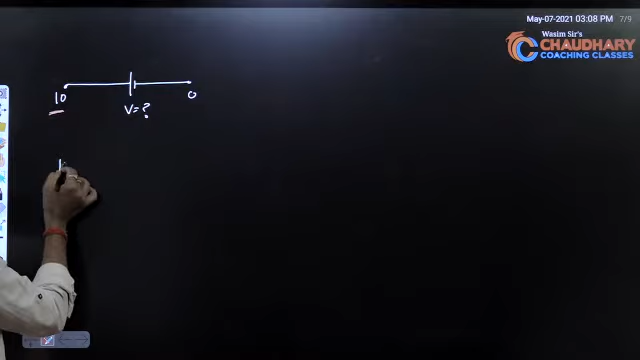 May-07-2021 03:08 PM 7/9
Wasim Sir's
CHAUDHARY
COACHING CLASSES
10 0
V=?